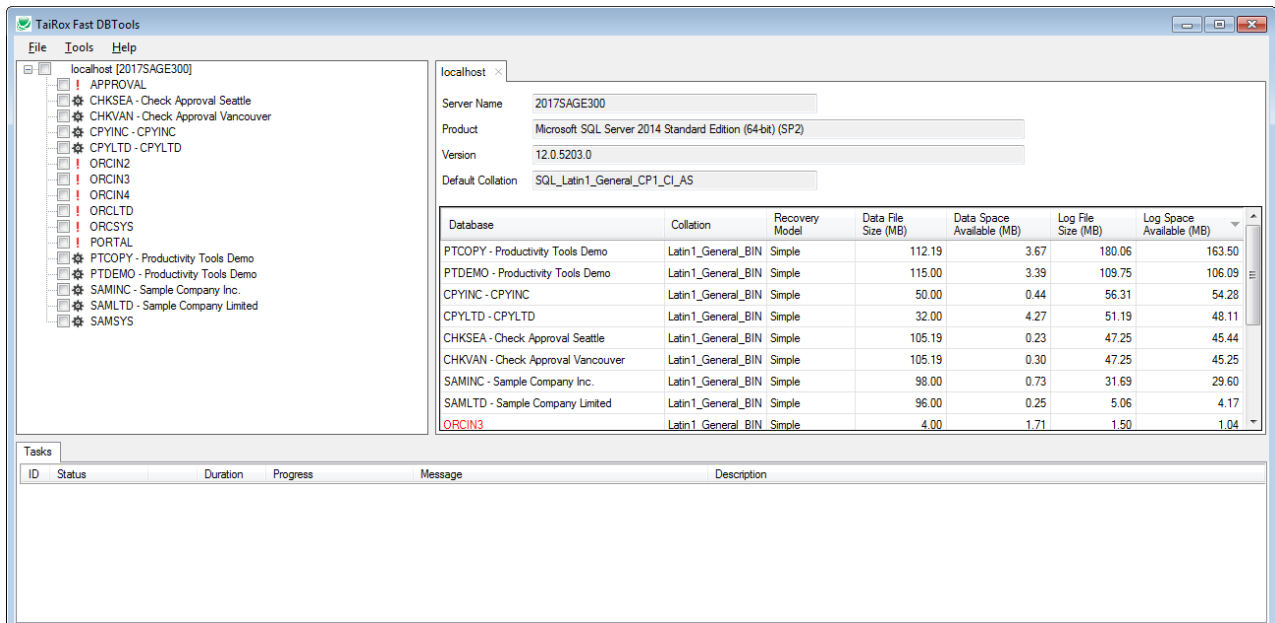 TaiRox Fast DBTools
File Tools Help
localhost [2017SAGE300]
! APPROVAL
CHKSEA - Check Approval Seattle
CHKVAN - Check Approval Vancouver
CPYINC - CPYINC
CPYLTD - CPYLTD
! ORCIN2
! ORCIN3
! ORCIN4
! ORCLTD
! ORCSYS
! PORTAL
PTCOPY - Productivity Tools Demo
PTDEMO - Productivity Tools Demo
SAMINC - Sample Company Inc.
SAMLTD - Sample Company Limited
SAMSYS
localhost
Server Name 2017SAGE300
Product Microsoft SQL Server 2014 Standard Edition (64-bit) (SP2)
Version 12.0.5203.0
Default Collation SQL_Latin1_General_CP1_CI_AS
Database Collation Recovery Model Data File Size (MB) Data Space Available (MB) Log File Size (MB) Log Space Available (MB)
PTCOPY - Productivity Tools Demo Latin1_General_BIN Simple 112.19 3.67 180.06 163.50
PTDEMO - Productivity Tools Demo Latin1_General_BIN Simple 115.00 3.39 109.75 106.09
CPYINC - CPYINC Latin1_General_BIN Simple 50.00 0.44 56.31 54.28
CPYLTD - CPYLTD Latin1_General_BIN Simple 32.00 4.27 51.19 48.11
CHKSEA - Check Approval Seattle Latin1_General_BIN Simple 105.19 0.23 47.25 45.44
CHKVAN - Check Approval Vancouver Latin1_General_BIN Simple 105.19 0.30 47.25 45.25
SAMINC - Sample Company Inc. Latin1_General_BIN Simple 98.00 0.73 31.69 29.60
SAMLTD - Sample Company Limited Latin1_General_BIN Simple 96.00 0.25 5.06 4.17
ORCIN3 Latin1_General_BIN Simple 4.00 1.71 1.50 1.04
Tasks
ID Status Duration Progress Message Description